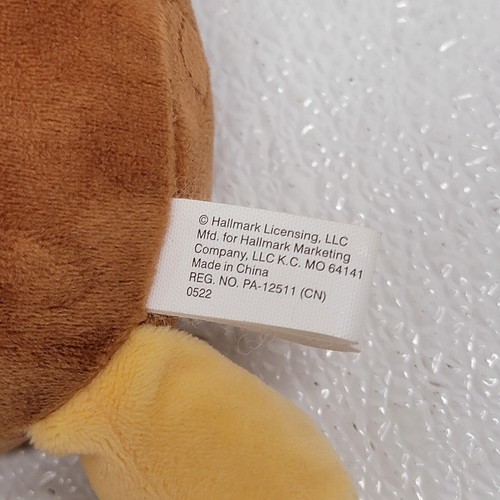 © Hallmark Licensing, LLC
Mfd. for Hallmark Marketing
Company, LLC K.C. MO 64141
Made in China
REG. NO. PA-12511 (CN)
0522